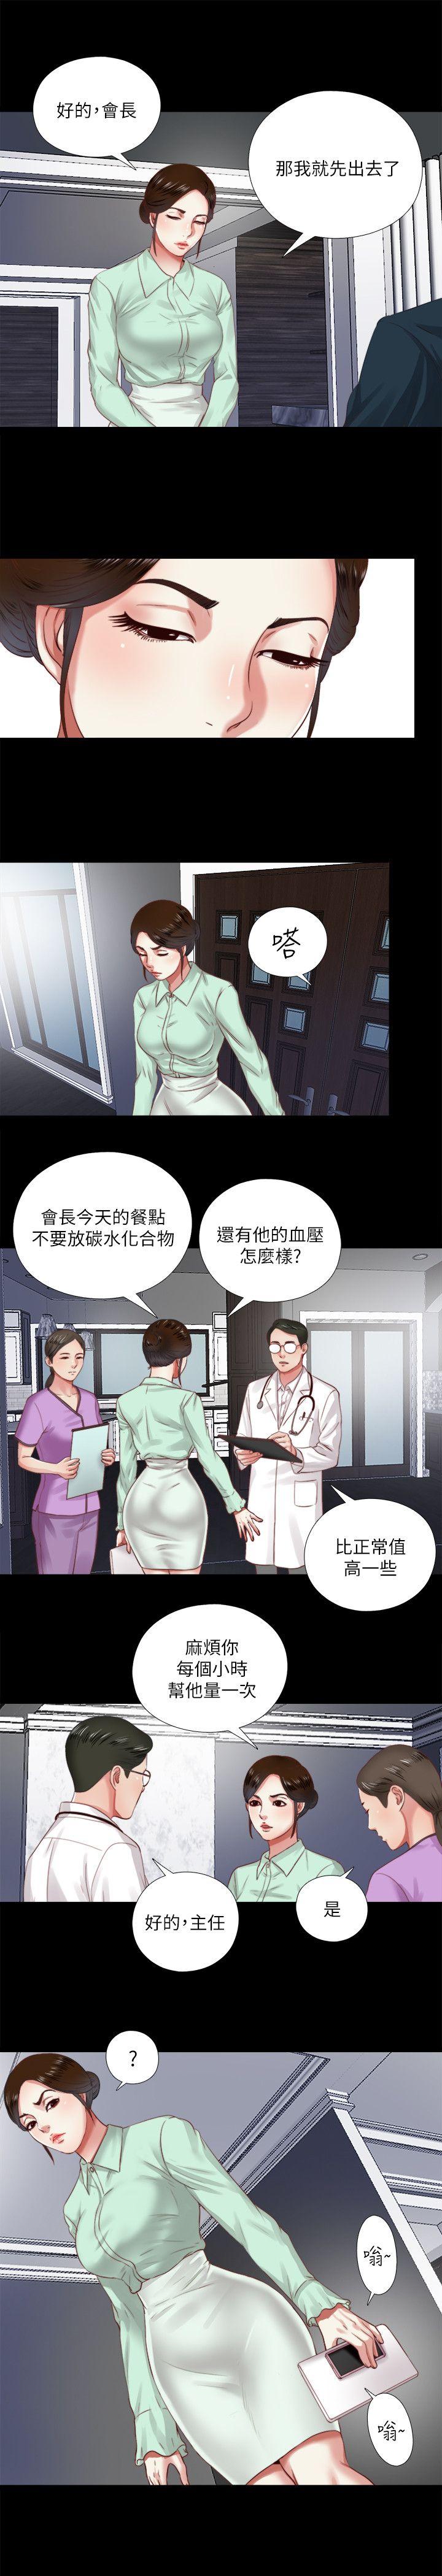 好的，會長
那我就先出去了
嗒
會長今天的餐點
不要放碳水化合物
還有他的血壓
怎麼樣?
比正常值
高一些
麻煩你
每個小時
幫他量一次
好的，主任
是
?
嗡~
嗡~